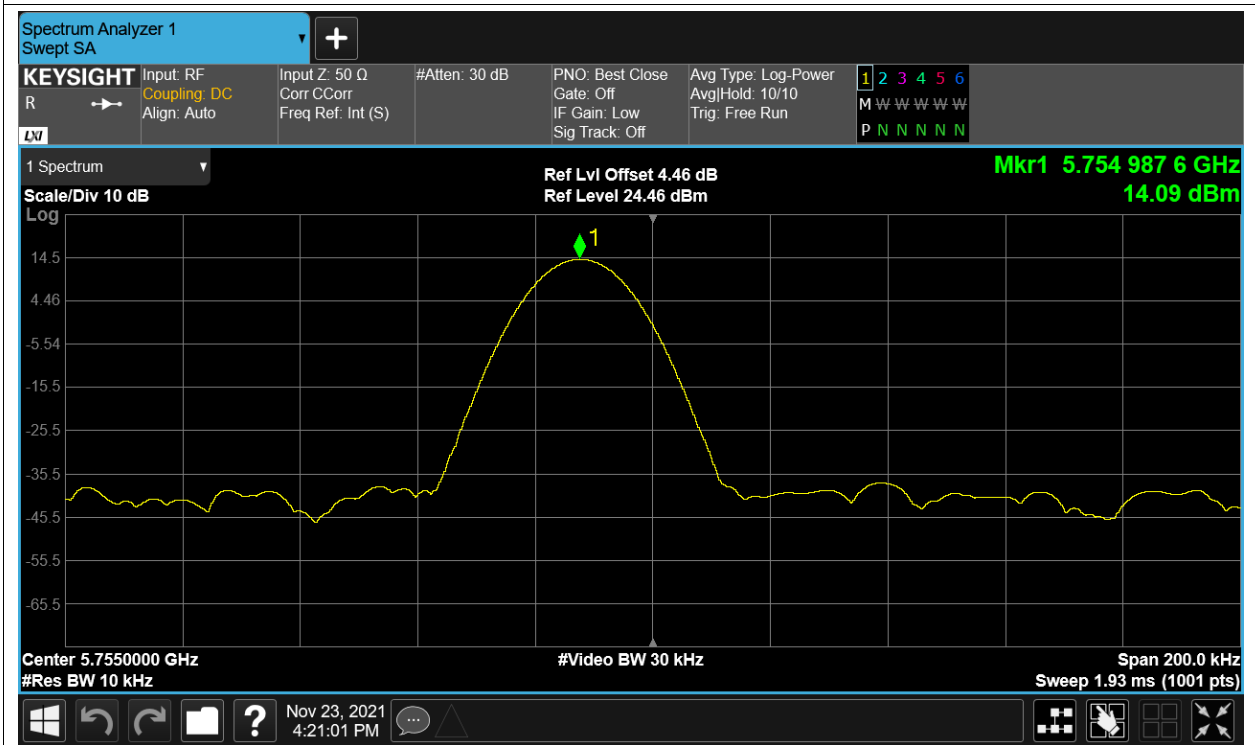 Spectrum Analyzer 1
Swept SA
KEYSIGHT
R
LXI
Input: RF
Coupling: DC
Align: Auto
Input Z: 50 Ω
Corr CCorr
Freq Ref: Int (S)
#Atten: 30 dB
PNO: Best Close
Gate: Off
IF Gain: Low
Sig Track: Off
Avg Type: Log-Power
Avg|Hold: 10/10
Trig: Free Run
1 2 3 4 5 6
M W W W W W
P N N N N N
1 Spectrum
Scale/Div 10 dB
Log
Ref Lvl Offset 4.46 dB
Ref Level 24.46 dBm
Mkr1 5.754 987 6 GHz
14.09 dBm
1
14.5
4.46
-5.54
-15.5
-25.5
-35.5
-45.5
-55.5
-65.5
Center 5.7550000 GHz
#Video BW 30 kHz
Span 200.0 kHz
#Res BW 10 kHz
Sweep 1.93 ms (1001 pts)
?
Nov 23, 2021
4:21:01 PM